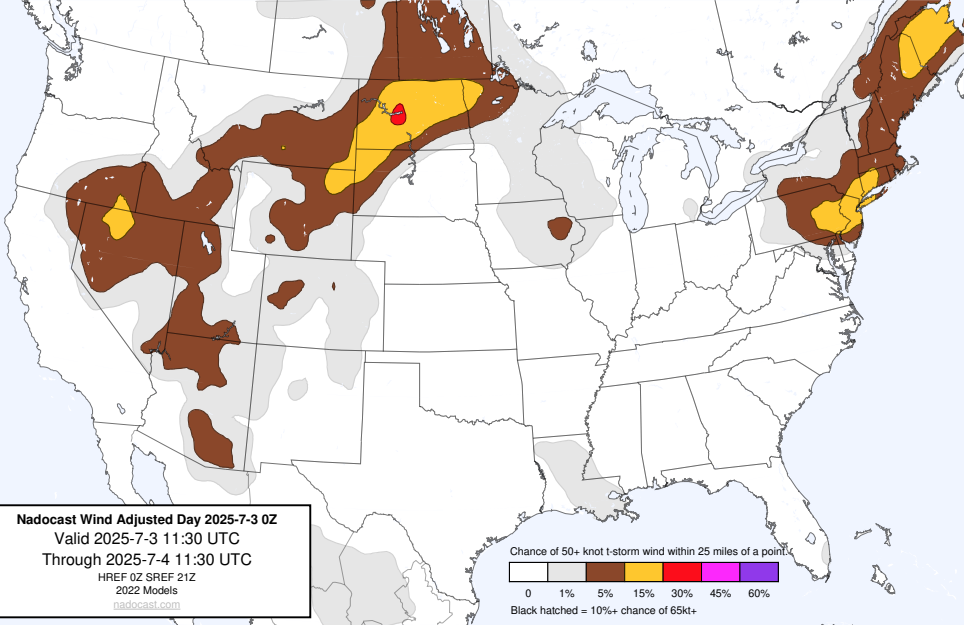 Nadocast Wind Adjusted Day 2025-7-3 0Z
Valid 2025-7-3 11:30 UTC
Through 2025-7-4 11:30 UTC
HREF 0Z SREF 21Z
2022 Models
nadocast.com
Chance of 50+ knot t-storm wind within 25 miles of a point.
0 1% 5% 15% 30% 45% 60%
Black hatched = 10%+ chance of 65kt+